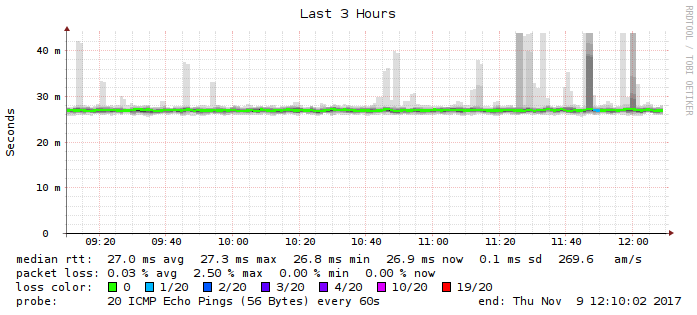 Last 3 Hours
RRDTOOL / TOBI OETIKER
Seconds
40 m
30 m
20 m
10 m
0
09:20 09:40 10:00 10:20 10:40 11:00 11:20 11:40 12:00
median rtt: 27.0 ms avg 27.3 ms max 26.8 ms min 26.9 ms now 0.1 ms sd 269.6 am/s
packet loss: 0.03 % avg 2.50 % max 0.00 % min 0.00 % now
loss color: 0 1/20 2/20 3/20 4/20 10/20 19/20
probe: 20 ICMP Echo Pings (56 Bytes) every 60s end: Thu Nov 9 12:10:02 2017